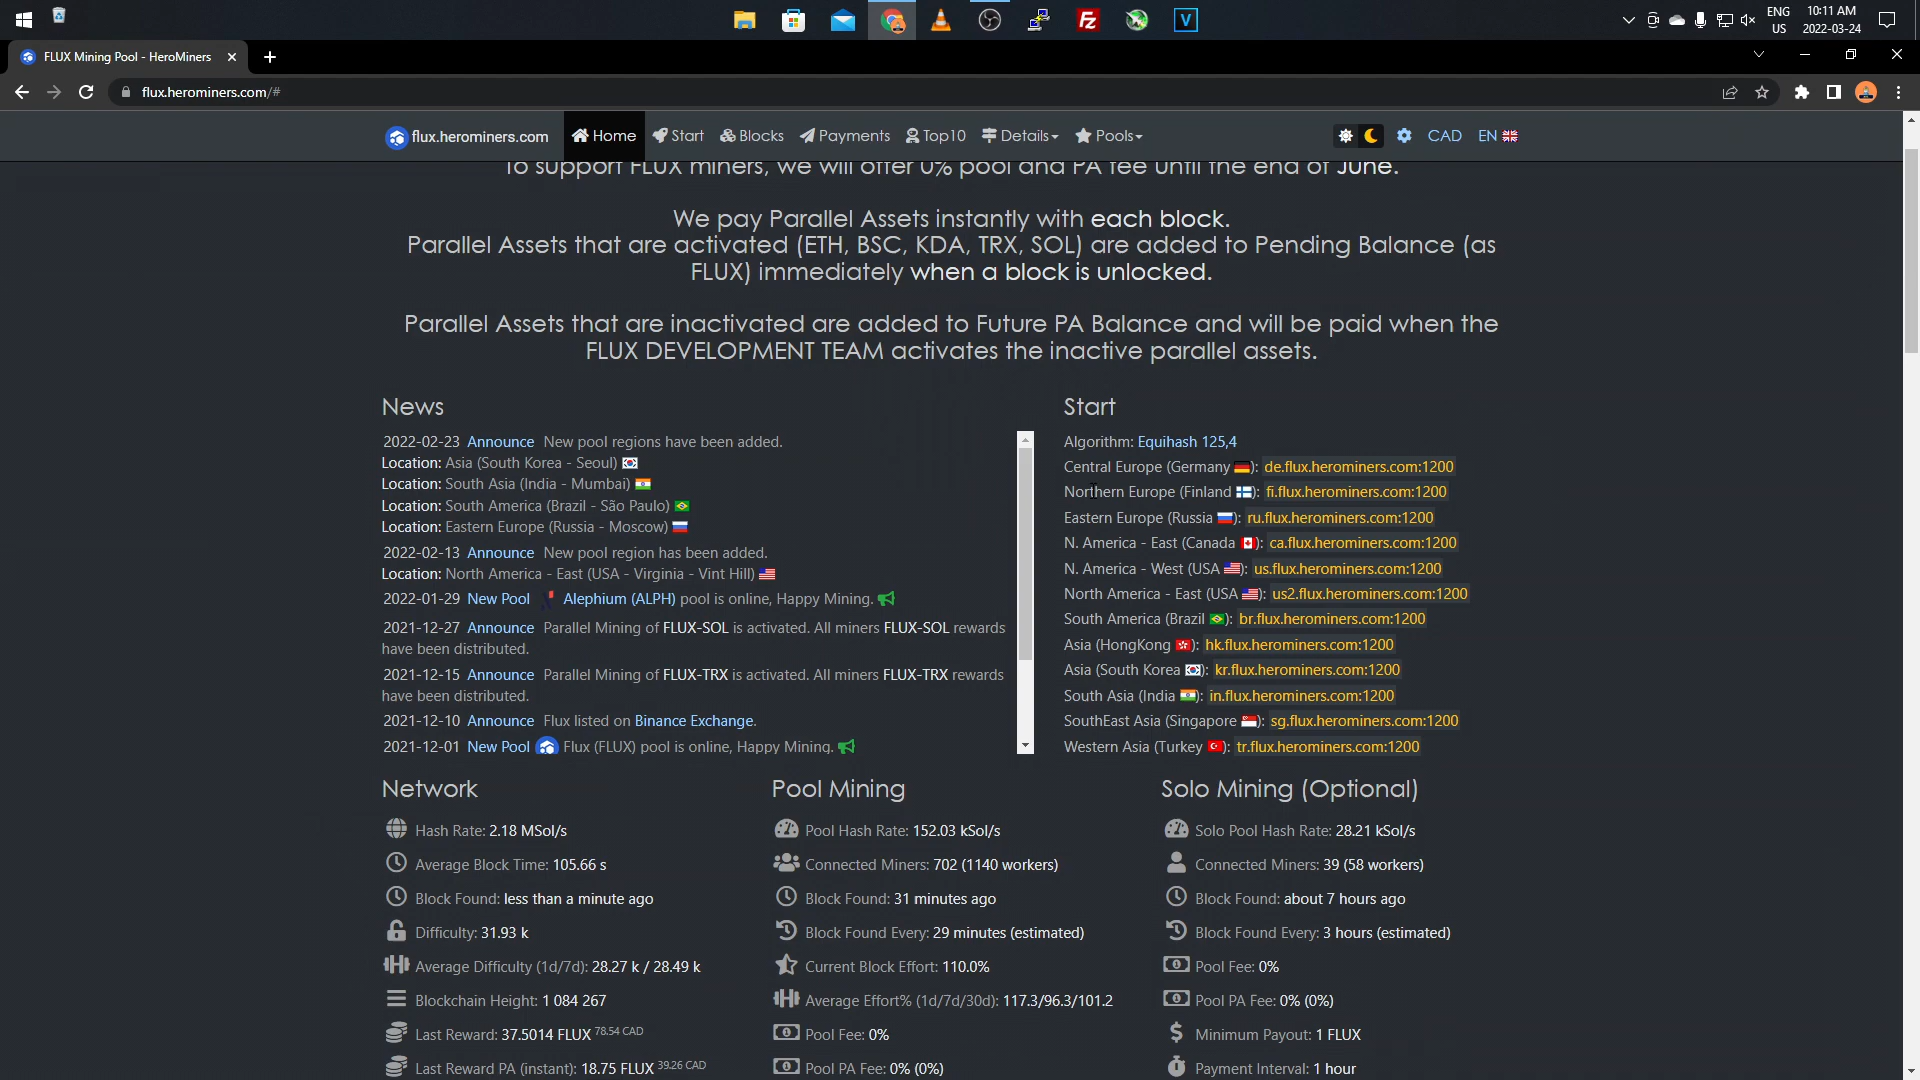 ENG
US
10:11 AM
2022-03-24
FLUX Mining Pool - HeroMiners
flux.herominers.com/#
flux.herominers.com Home Start Blocks Payments Top10 Details Pools CAD EN
To support FLUX miners, we will offer 0% pool and PA fee until the end of June.
We pay Parallel Assets instantly with each block.
Parallel Assets that are activated (ETH, BSC, KDA, TRX, SOL) are added to Pending Balance (as
FLUX) immediately when a block is unlocked.
Parallel Assets that are inactivated are added to Future PA Balance and will be paid when the
FLUX DEVELOPMENT TEAM activates the inactive parallel assets.
News
2022-02-23 Announce New pool regions have been added.
Location: Asia (South Korea - Seoul)
Location: South Asia (India - Mumbai)
Location: South America (Brazil - São Paulo)
Location: Eastern Europe (Russia - Moscow)
2022-02-13 Announce New pool region has been added.
Location: North America - East (USA - Virginia - Vint Hill)
2022-01-29 New Pool Alephium (ALPH) pool is online, Happy Mining.
2021-12-27 Announce Parallel Mining of FLUX-SOL is activated. All miners FLUX-SOL rewards
have been distributed.
2021-12-15 Announce Parallel Mining of FLUX-TRX is activated. All miners FLUX-TRX rewards
have been distributed.
2021-12-10 Announce Flux listed on Binance Exchange.
2021-12-01 New Pool Flux (FLUX) pool is online, Happy Mining.
Start
Algorithm: Equihash 125,4
Central Europe (Germany ): de.flux.herominers.com:1200
Northern Europe (Finland ): fi.flux.herominers.com:1200
Eastern Europe (Russia ): ru.flux.herominers.com:1200
N. America - East (Canada ): ca.flux.herominers.com:1200
N. America - West (USA ): us.flux.herominers.com:1200
North America - East (USA ): us2.flux.herominers.com:1200
South America (Brazil ): br.flux.herominers.com:1200
Asia (HongKong ): hk.flux.herominers.com:1200
Asia (South Korea ): kr.flux.herominers.com:1200
South Asia (India ): in.flux.herominers.com:1200
SouthEast Asia (Singapore ): sg.flux.herominers.com:1200
Western Asia (Turkey ): tr.flux.herominers.com:1200
Network
Hash Rate: 2.18 MSol/s
Average Block Time: 105.66 s
Block Found: less than a minute ago
Difficulty: 31.93 k
Average Difficulty (1d/7d): 28.27 k / 28.49 k
Blockchain Height: 1 084 267
Last Reward: 37.5014 FLUX 78.54 CAD
Last Reward PA (instant): 18.75 FLUX 39.26 CAD
Pool Mining
Pool Hash Rate: 152.03 kSol/s
Connected Miners: 702 (1140 workers)
Block Found: 31 minutes ago
Block Found Every: 29 minutes (estimated)
Current Block Effort: 110.0%
Average Effort% (1d/7d/30d): 117.3/96.3/101.2
Pool Fee: 0%
Pool PA Fee: 0% (0%)
Solo Mining (Optional)
Solo Pool Hash Rate: 28.21 kSol/s
Connected Miners: 39 (58 workers)
Block Found: about 7 hours ago
Block Found Every: 3 hours (estimated)
Pool Fee: 0%
Pool PA Fee: 0% (0%)
Minimum Payout: 1 FLUX
Payment Interval: 1 hour